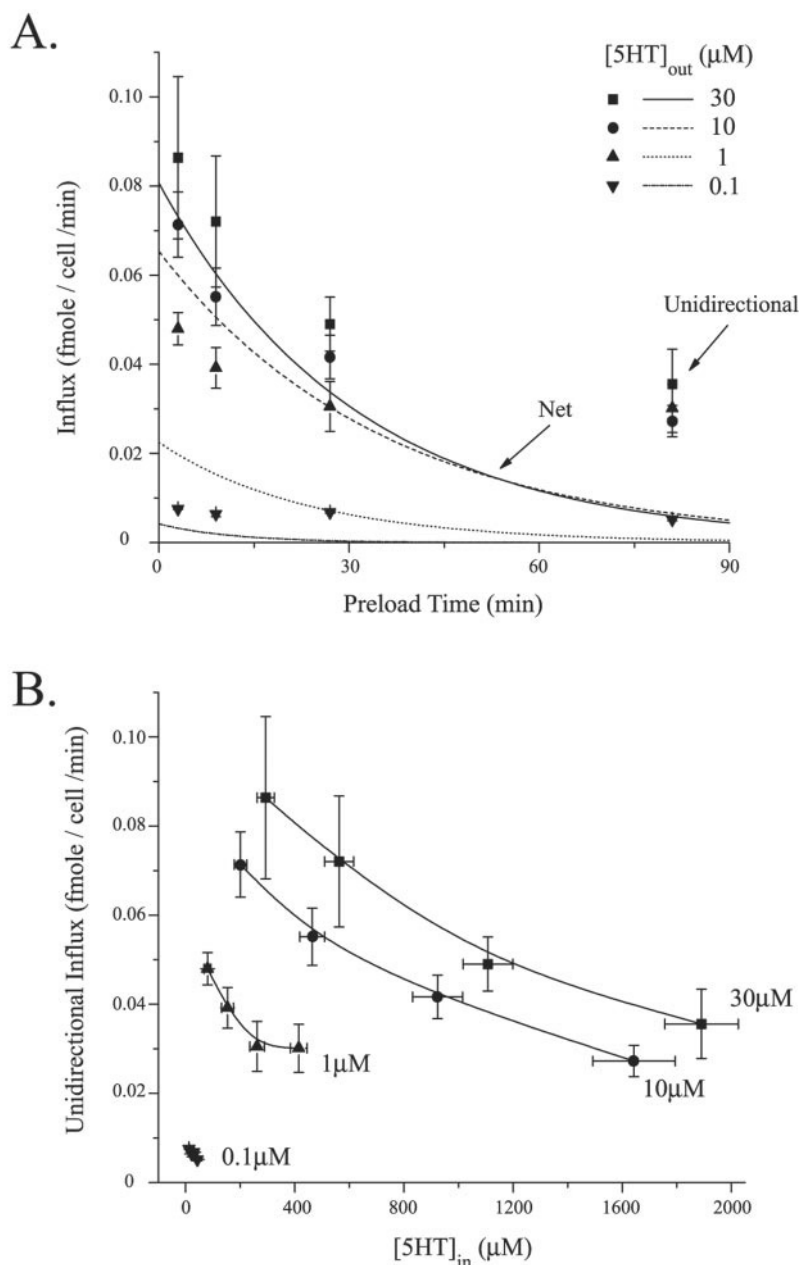 A.
[5HT]out (µM)
30
10
1
0.1
0.10
0.08
0.06
0.04
0.02
0
Influx (fmole / cell /min)
Unidirectional
Net
0
30
60
90
Preload Time (min)
B.
0.10
0.08
0.06
0.04
0.02
0
Unidirectional Influx (fmole / cell /min)
30µM
10µM
1µM
0.1µM
0
400
800
1200
1600
2000
[5HT]in (µM)